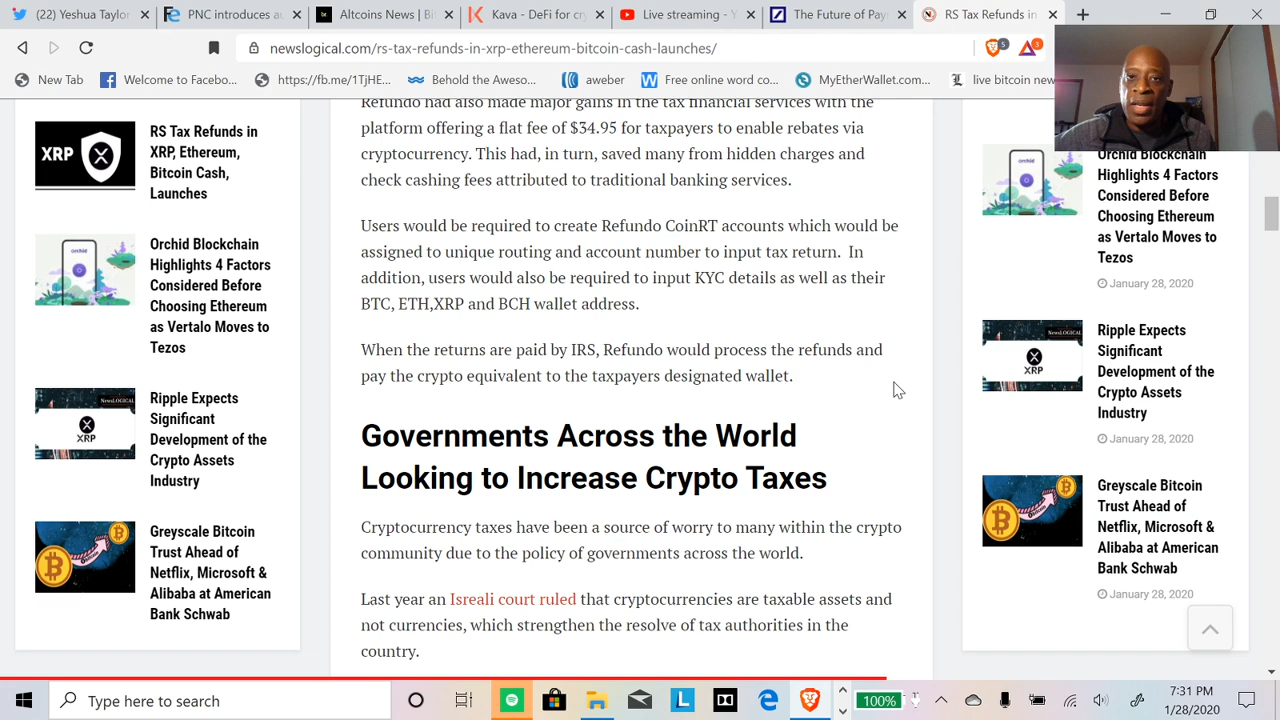 (22) Yeshua Taylor
PNC introduces a
Altcoins News | Bi
Kava - DeFi for cr
Live streaming - Y
The Future of Pay
RS Tax Refunds in
newslogical.com/rs-tax-refunds-in-xrp-ethereum-bitcoin-cash-launches/
5
3
New Tab
Welcome to Facebo...
https://fb.me/1TjHE...
Behold the Aweso...
aweber
Free online word co...
MyEtherWallet.com...
live bitcoin new
XRP
RS Tax Refunds in
XRP, Ethereum,
Bitcoin Cash,
Launches
orchid
Orchid Blockchain
Highlights 4 Factors
Considered Before
Choosing Ethereum
as Vertalo Moves to
Tezos
NewsLOGICAL
XRP
Ripple Expects
Significant
Development of the
Crypto Assets
Industry
Greyscale Bitcoin
Trust Ahead of
Netflix, Microsoft &
Alibaba at American
Bank Schwab
Refundo had also made major gains in the tax financial services with the
platform offering a flat fee of $34.95 for taxpayers to enable rebates via
cryptocurrency. This had, in turn, saved many from hidden charges and
check cashing fees attributed to traditional banking services.
Users would be required to create Refundo CoinRT accounts which would be
assigned to unique routing and account number to input tax return. In
addition, users would also be required to input KYC details as well as their
BTC, ETH,XRP and BCH wallet address.
When the returns are paid by IRS, Refundo would process the refunds and
pay the crypto equivalent to the taxpayers designated wallet.
Governments Across the World
Looking to Increase Crypto Taxes
Cryptocurrency taxes have been a source of worry to many within the crypto
community due to the policy of governments across the world.
Last year an Isreali court ruled that cryptocurrencies are taxable assets and
not currencies, which strengthen the resolve of tax authorities in the
country.
orchid
Orchid Blockchain
Highlights 4 Factors
Considered Before
Choosing Ethereum
as Vertalo Moves to
Tezos
January 28, 2020
NewsLOGICAL
XRP
Ripple Expects
Significant
Development of the
Crypto Assets
Industry
January 28, 2020
Greyscale Bitcoin
Trust Ahead of
Netflix, Microsoft &
Alibaba at American
Bank Schwab
January 28, 2020
Type here to search
100%
7:31 PM
1/28/2020